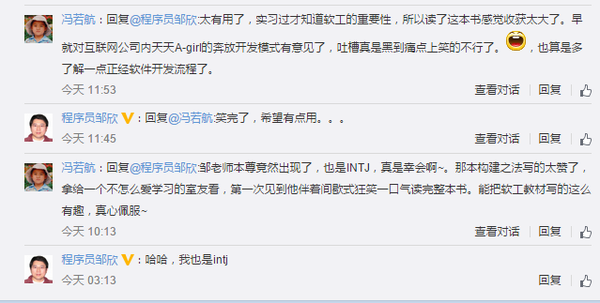 冯若航：回复@程序员邹欣:太有用了，实习过才知道软工的重要性，所以读了这本书感觉收获太大了。早
就对互联网公司内天天A-girl的奔放开发模式有意见了，吐槽真是黑到痛点上笑的不行了。，也算是多
了解一点正经软件开发流程了。
今天 11:53 查看对话 回复
程序员邹欣：回复@冯若航:笑完了，希望有点用。。。
今天 11:45 查看对话 回复
冯若航：回复@程序员邹欣:邹老师本尊竟然出现了，也是INTJ，真是幸会啊~。那本构建之法写的太赞了，
拿给一个不怎么爱学习的室友看，第一次见到他伴着间歇式狂笑一口气读完整本书。能把软工教材写的这么
有趣，真心佩服~
今天 10:13 查看对话 回复
程序员邹欣：哈哈，我也是intj
今天 03:13 回复